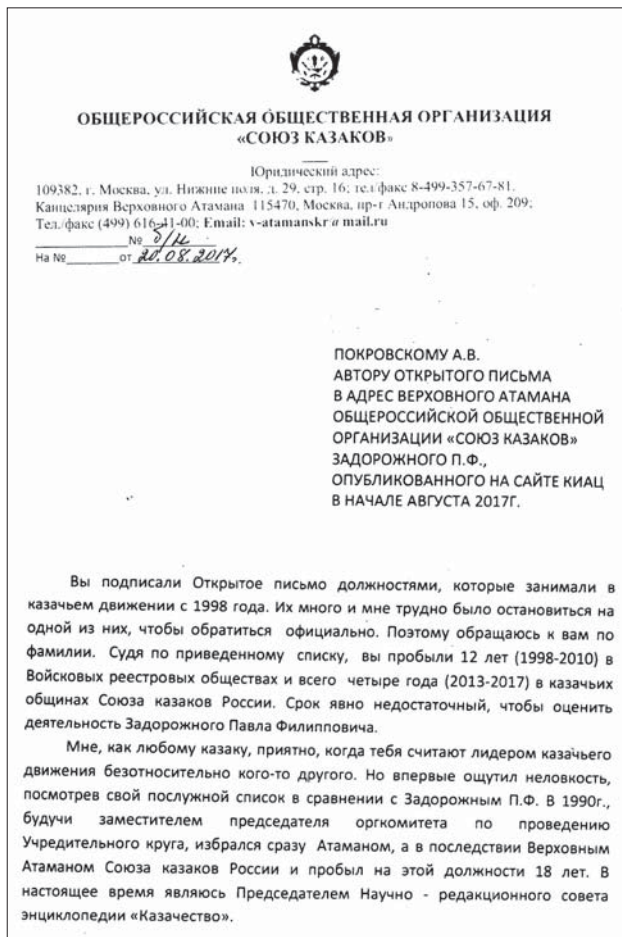 ОБЩЕРОССИЙСКАЯ ОБЩЕСТВЕННАЯ ОРГАНИЗАЦИЯ
«СОЮЗ КАЗАКОВ»
Юридический адрес:
109382, г. Москва, ул. Нижние поля, д. 29, стр. 16; тел/факс 8-499-357-67-81.
Канцелярия Верховного Атамана 115470, Москва, пр-т Андропова 15, оф. 209;
Тел./факс (499) 616-41-00; Email: v-atamanskr@mail.ru
____________№ б/н
На №________от 20.08.2017г.
ПОКРОВСКОМУ А.В.
АВТОРУ ОТКРЫТОГО ПИСЬМА
В АДРЕС ВЕРХОВНОГО АТАМАНА
ОБЩЕРОССИЙСКОЙ ОБЩЕСТВЕННОЙ
ОРГАНИЗАЦИИ «СОЮЗ КАЗАКОВ»
ЗАДОРОЖНОГО П.Ф.,
ОПУБЛИКОВАННОГО НА САЙТЕ КИАЦ
В НАЧАЛЕ АВГУСТА 2017Г.
Вы подписали Открытое письмо должностями, которые занимали в
казачьем движении с 1998 года. Их много и мне трудно было остановиться на
одной из них, чтобы обратиться официально. Поэтому обращаюсь к вам по
фамилии. Судя по приведенному списку, вы пробыли 12 лет (1998-2010) в
Войсковых реестровых обществах и всего четыре года (2013-2017) в казачьих
общинах Союза казаков России. Срок явно недостаточный, чтобы оценить
деятельность Задорожного Павла Филипповича.
Мне, как любому казаку, приятно, когда тебя считают лидером казачьего
движения безотносительно кого-то другого. Но впервые ощутил неловкость,
посмотрев свой послужной список в сравнении с Задорожным П.Ф. В 1990г.,
будучи заместителем председателя оргкомитета по проведению
Учредительного круга, избрался сразу Атаманом, а в последствии Верховным
Атаманом Союза казаков России и пробыл на этой должности 18 лет. В
настоящее время являюсь Председателем Научно - редакционного совета
энциклопедии «Казачество».